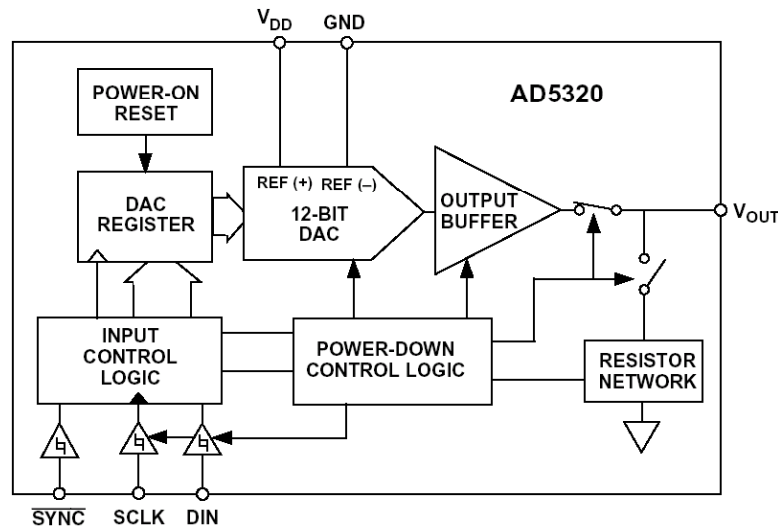 VDD GND
POWER-ON
RESET
AD5320
REF (+) REF (–)
DAC
REGISTER
12-BIT
DAC
OUTPUT
BUFFER
VOUT
INPUT
CONTROL
LOGIC
POWER-DOWN
CONTROL LOGIC
RESISTOR
NETWORK
SYNC SCLK DIN